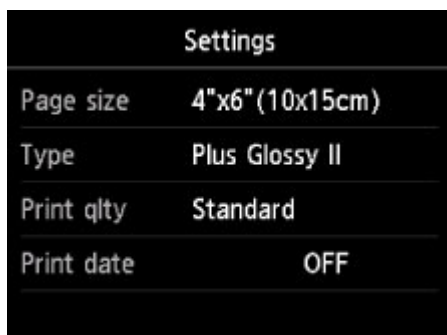 Settings
Page size 4"x6"(10x15cm)
Type Plus Glossy II
Print qlty Standard
Print date OFF